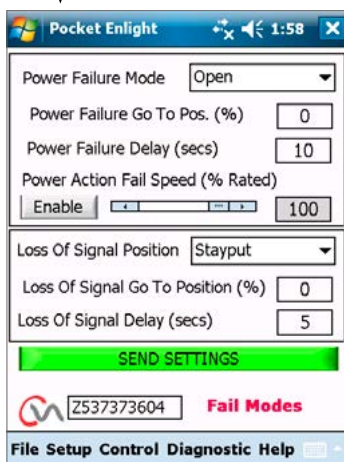 Pocket Enlight 1:58
Power Failure Mode Open
Power Failure Go To Pos. (%) 0
Power Failure Delay (secs) 10
Power Action Fail Speed (% Rated)
Enable 100
Loss Of Signal Position Stayput
Loss Of Signal Go To Position (%) 0
Loss Of Signal Delay (secs) 5
SEND SETTINGS
Z537373604 Fail Modes
File Setup Control Diagnostic Help